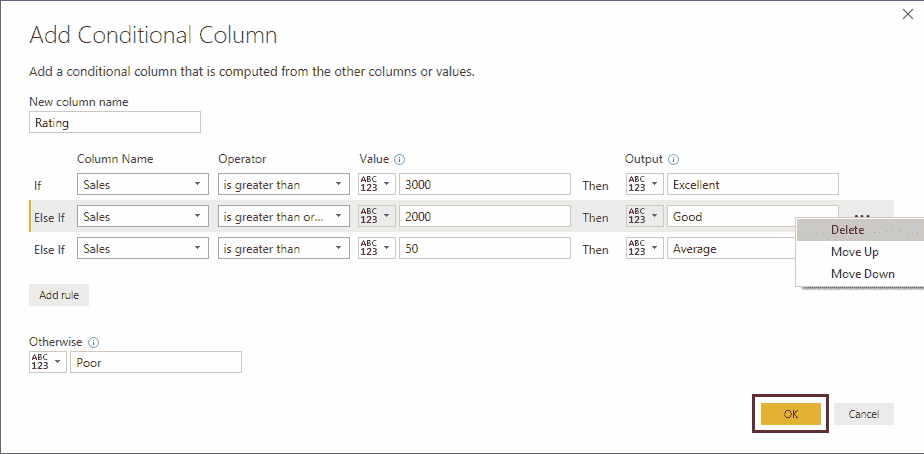 Add Conditional Column
Add a conditional column that is computed from the other columns or values.
New column name
Rating
Column Name Operator Value Output
If Sales is greater than ABC 123 3000 Then ABC 123 Excellent
Else If Sales is greater than or... ABC 123 2000 Then ABC 123 Good ...
Else If Sales is greater than ABC 123 50 Then ABC 123 Average
Delete
Move Up
Move Down
Add rule
Otherwise
ABC 123 Poor
OK Cancel